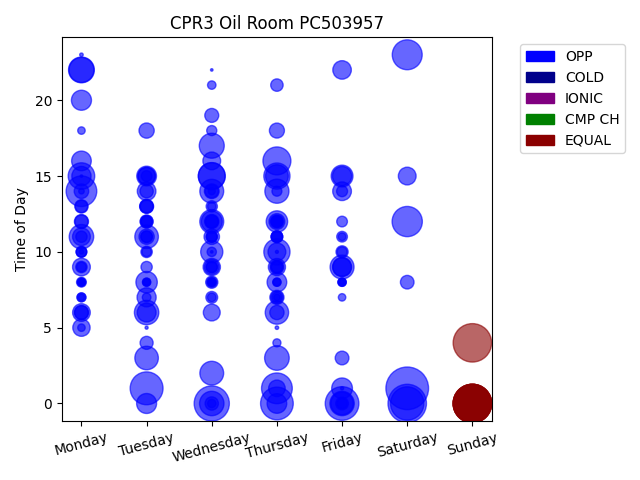 CPR3 Oil Room PC503957
OPP
COLD
IONIC
CMP CH
EQUAL
Time of Day
20
15
10
5
0
Monday
Tuesday
Wednesday
Thursday
Friday
Saturday
Sunday